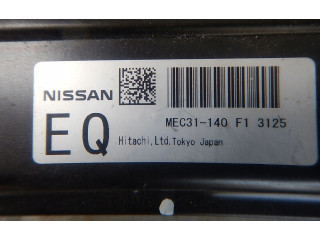 NISSAN
EQ
MEC31-140 F1 3125
Hitachi,Ltd.Tokyo Japan